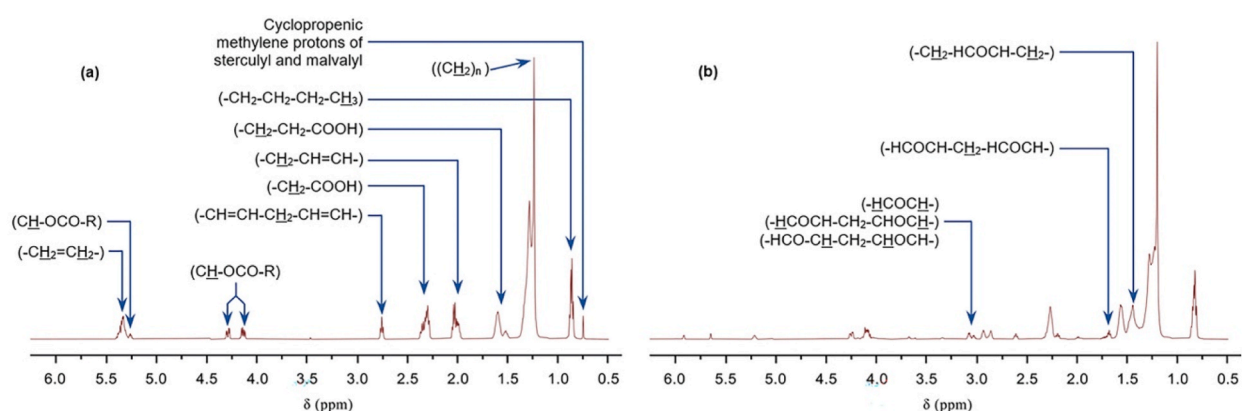 Cyclopropenic
methylene protons of
sterculyl and malvalyl
(a)
((CH2)n)
(-CH2-CH2-CH2-CH3)
(-CH2-CH2-COOH)
(-CH2-CH=CH-)
(-CH2-COOH)
(-CH=CH-CH2-CH=CH-)
(CH-OCO-R)
(-CH2=CH2-)
(CH-OCO-R)
6.0 5.5 5.0 4.5 4.0 3.5 3.0 2.5 2.0 1.5 1.0 0.5
δ (ppm)
(b)
(-CH2-HCOCH-CH2-)
(-HCOCH-CH2-HCOCH-)
(-HCOCH-)
(-HCOCH-CH2-CHOCH-)
(-HCO-CH-CH2-CHOCH-)
6.0 5.5 5.0 4.5 4.0 3.5 3.0 2.5 2.0 1.5 1.0 0.5
δ (ppm)